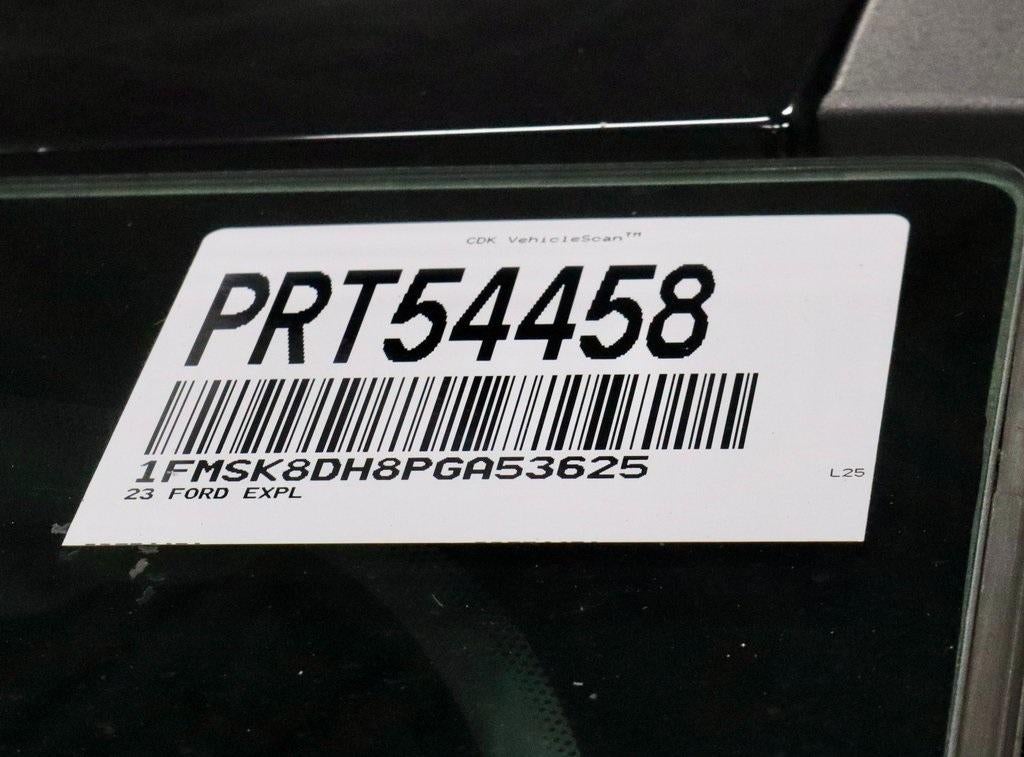 CDK VehicleScan™
PRT54458
1FMSK8DH8PGA53625
L25
23 FORD EXPL